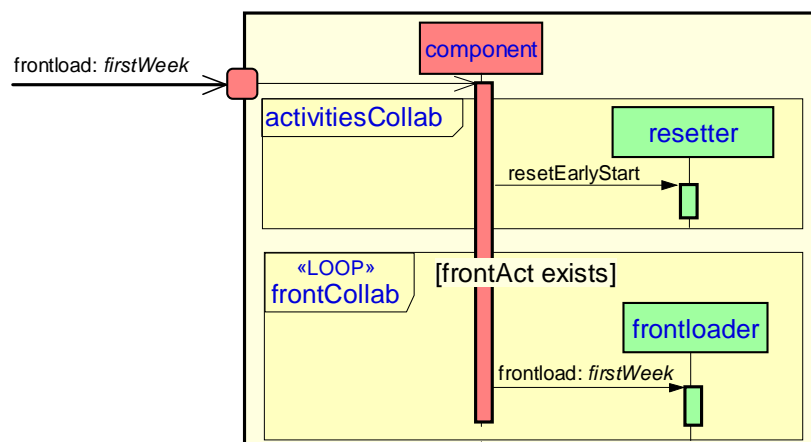 component
frontload: firstWeek
activitiesCollab
resetter
resetEarlyStart
«LOOP»
[frontAct exists]
frontCollab
frontloader
frontload: firstWeek